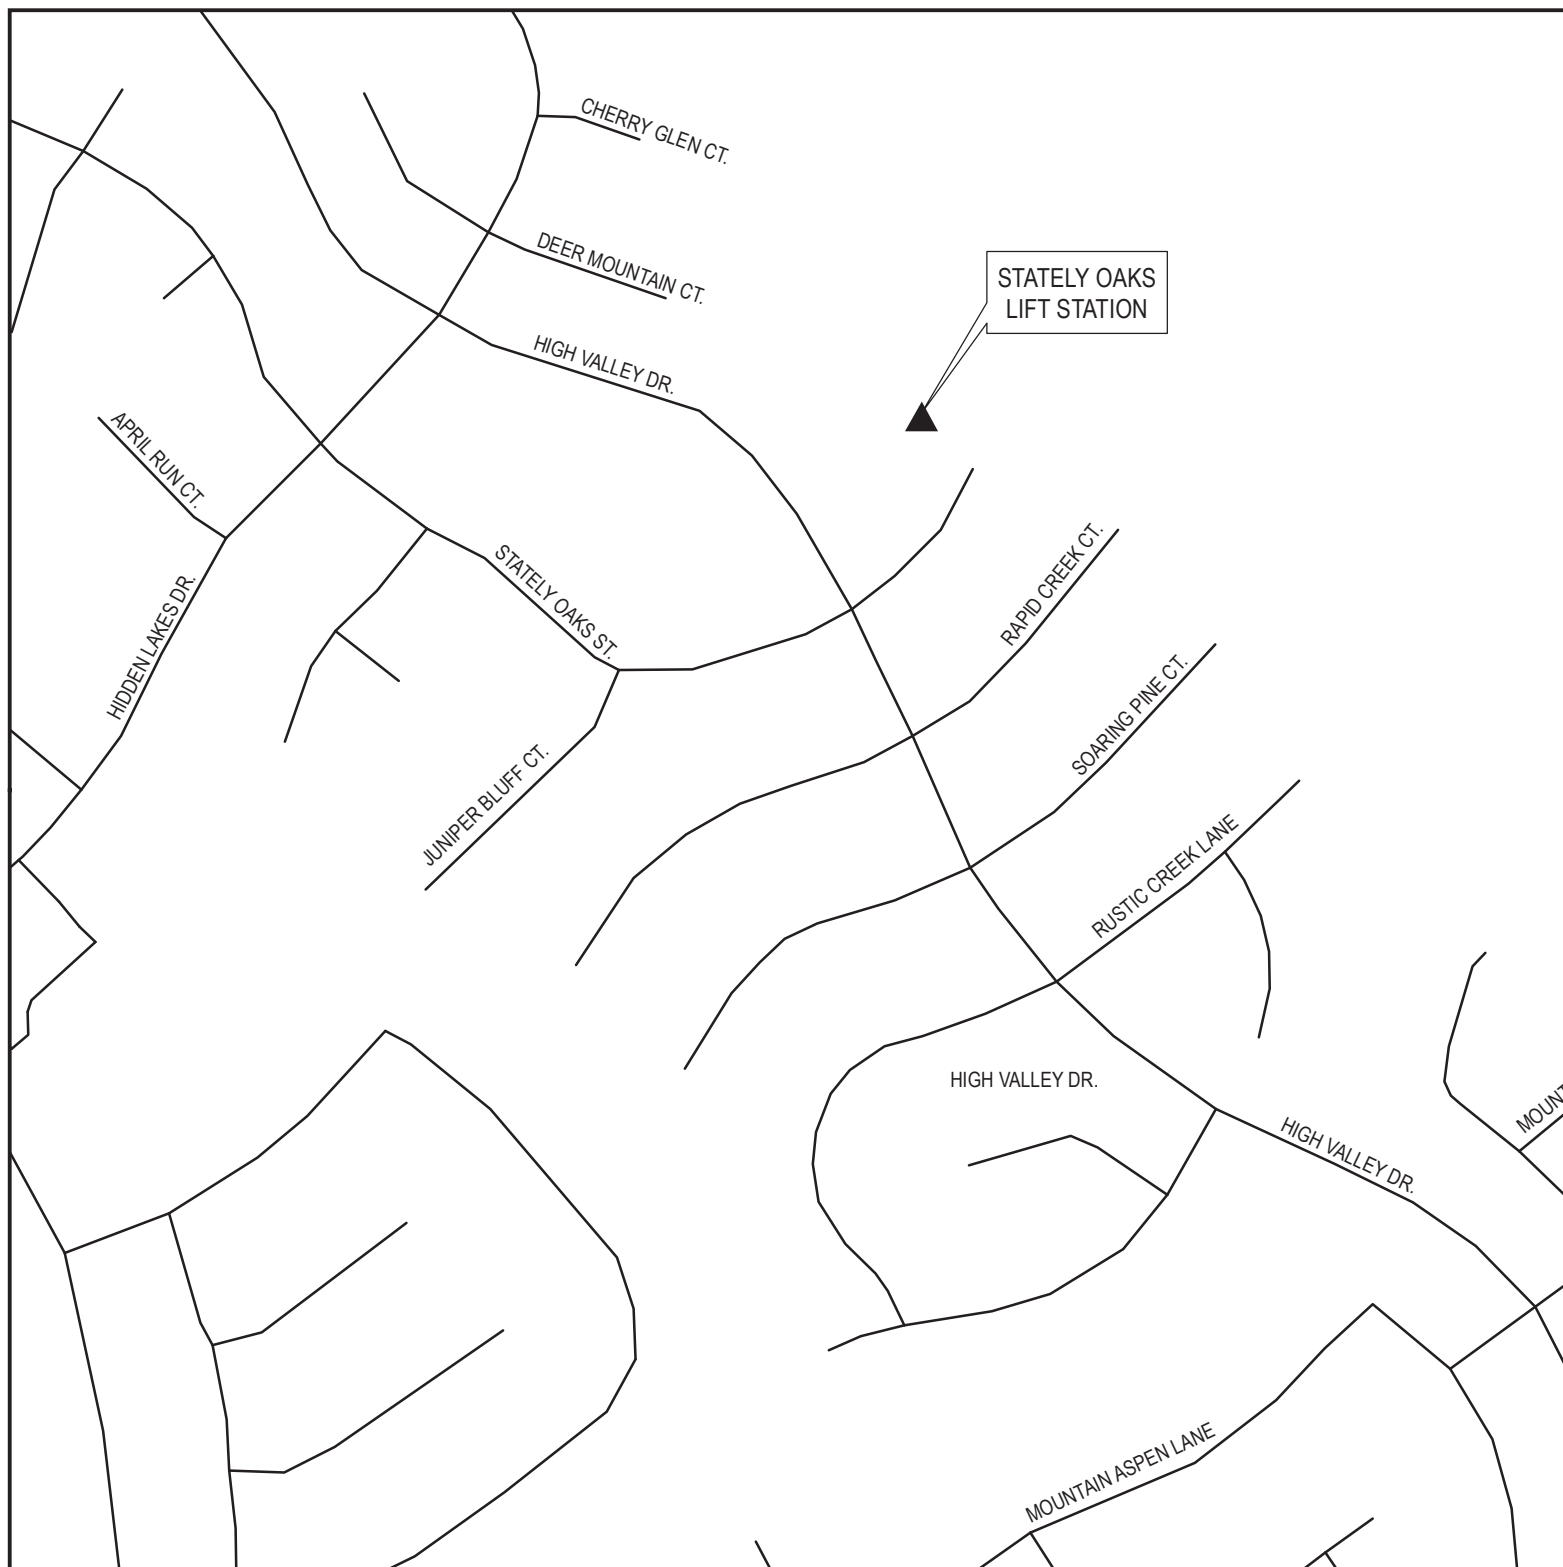 CHERRY GLEN CT.
DEER MOUNTAIN CT.
STATELY OAKS
LIFT STATION
HIGH VALLEY DR.
APRIL RUN CT.
STATELY OAKS ST.
RAPID CREEK CT.
HIDDEN LAKES DR.
SOARING PINE CT.
JUNIPER BLUFF CT.
RUSTIC CREEK LANE
HIGH VALLEY DR.
MOUNT
HIGH VALLEY DR.
MOUNTAIN ASPEN LANE